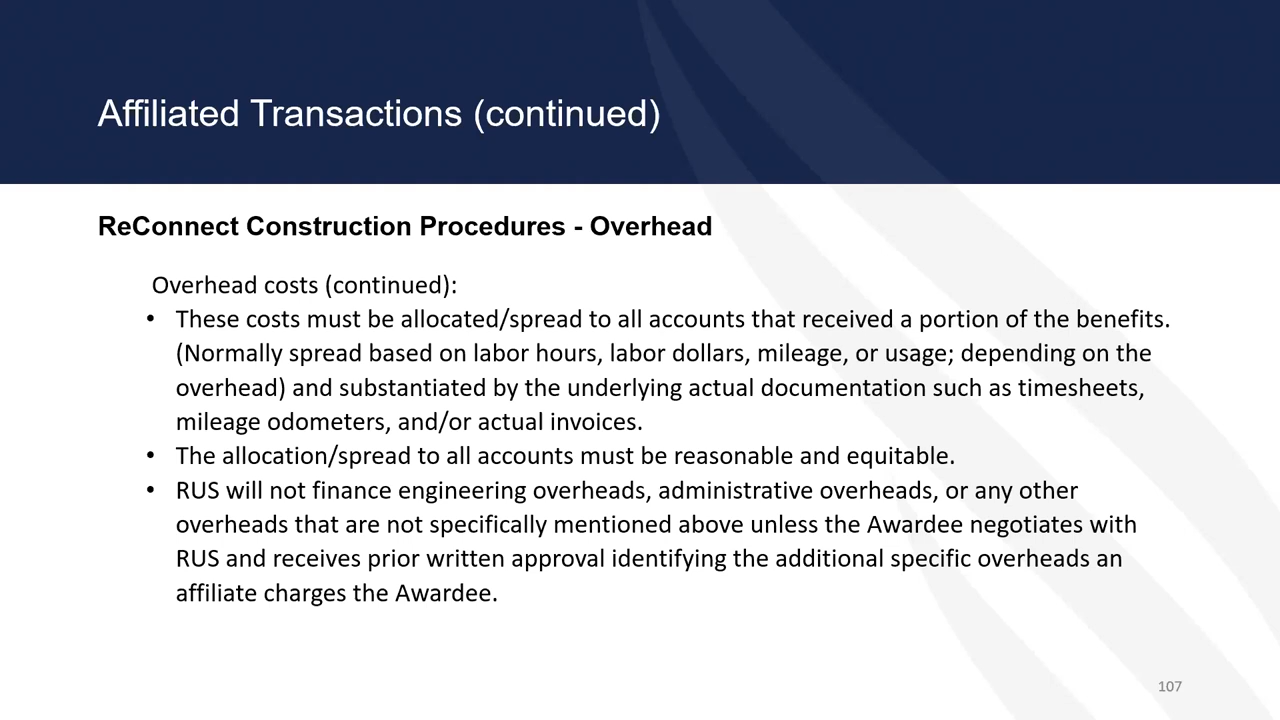 Affiliated Transactions (continued)
ReConnect Construction Procedures - Overhead
Overhead costs (continued):
• These costs must be allocated/spread to all accounts that received a portion of the benefits.
(Normally spread based on labor hours, labor dollars, mileage, or usage; depending on the
overhead) and substantiated by the underlying actual documentation such as timesheets,
mileage odometers, and/or actual invoices.
• The allocation/spread to all accounts must be reasonable and equitable.
• RUS will not finance engineering overheads, administrative overheads, or any other
overheads that are not specifically mentioned above unless the Awardee negotiates with
RUS and receives prior written approval identifying the additional specific overheads an
affiliate charges the Awardee.
107